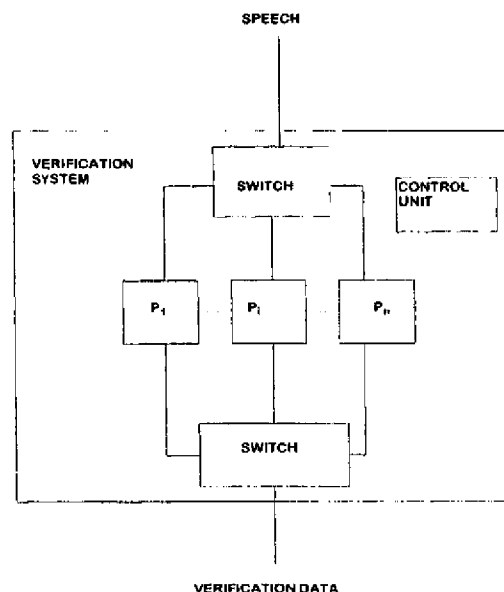 SPEECH
VERIFICATION
SYSTEM
SWITCH
CONTROL
UNIT
P₁
Pᵢ
Pₙ
SWITCH
VERIFICATION DATA